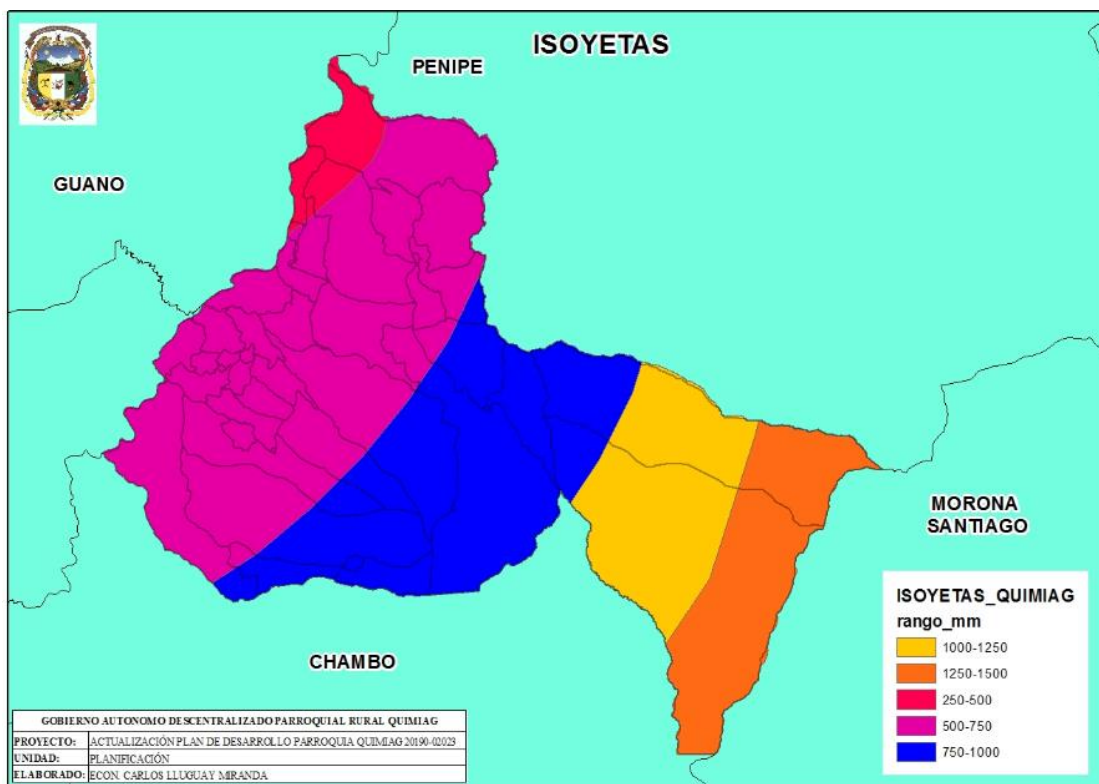 ISOYETAS
PENIPE
GUANO
MORONA
SANTIAGO
CHAMBO
ISOYETAS_QUIMIAG
rango_mm
1000-1250
1250-1500
250-500
500-750
750-1000
GOBIERNO AUTONOMO DESCENTRALIZADO PARROQUIAL RURAL QUIMIAG
PROYECTO: ACTUALIZACIÓN PLAN DE DESARROLLO PARROQUIA QUIMIAG 20190-02023
UNIDAD: PLANIFICACIÓN
ELABORADO: ECON. CARLOS LLUGUAY MIRANDA